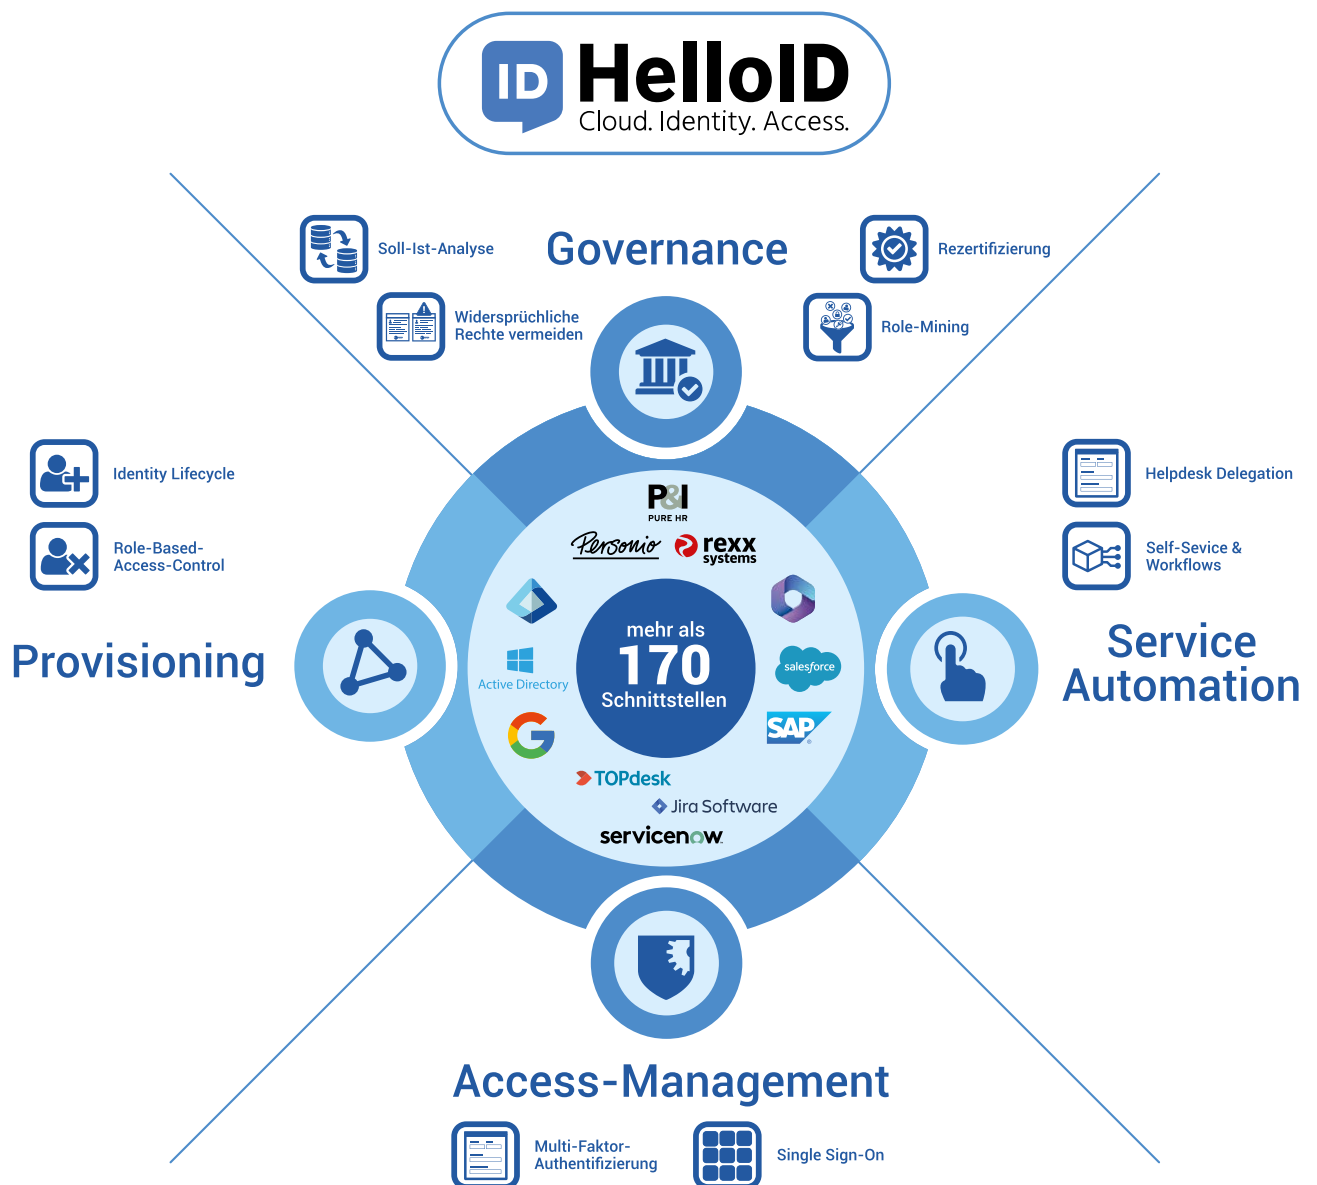 ID HelloID
Cloud. Identity. Access.
Governance
Soll-Ist-Analyse
Widersprüchliche
Rechte vermeiden
Rezertifizierung
Role-Mining
Identity Lifecycle
Role-Based-
Access-Control
Provisioning
Helpdesk Delegation
Self-Sevice &
Workflows
Service
Automation
P&I
PURE HR
Personio
rexx
systems
Active Directory
mehr als
170
Schnittstellen
salesforce
SAP
TOPdesk
Jira Software
servicenow
Access-Management
Multi-Faktor-
Authentifizierung
Single Sign-On